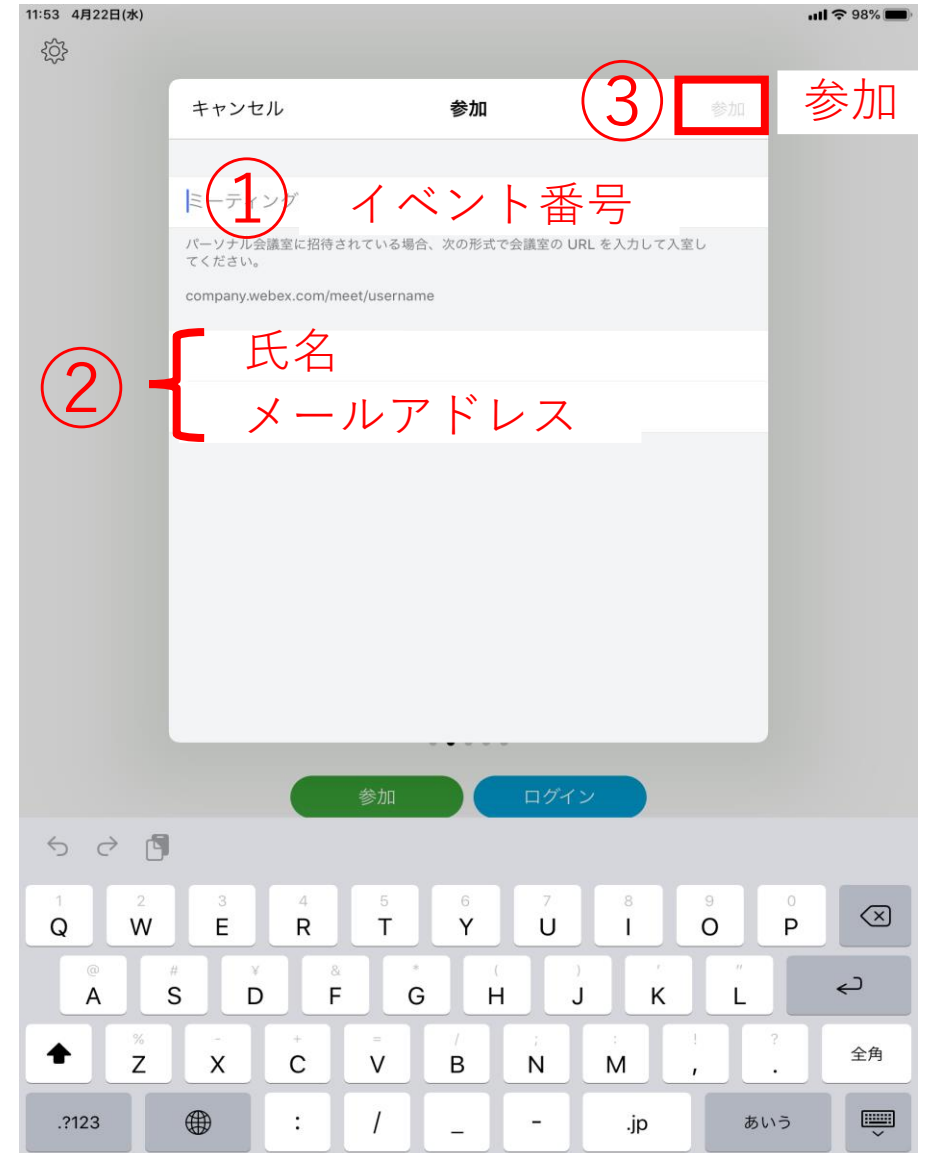 11:53 4月22日(水) 98%
キャンセル 参加 ③ 参加 参加
① ミーティング イベント番号
パーソナル会議室に招待されている場合、次の形式で会議室の URL を入力して入室し
てください。
company.webex.com/meet/username
② 氏名
メールアドレス
参加 ログイン
1 2 3 4 5 6 7 8 9 0
Q W E R T Y U I O P
@ # ¥ & * ( ) ' "
A S D F G H J K L
% - + = / ; : ! ?
Z X C V B N M , . 全角
.?123 : / _ - .jp あいう